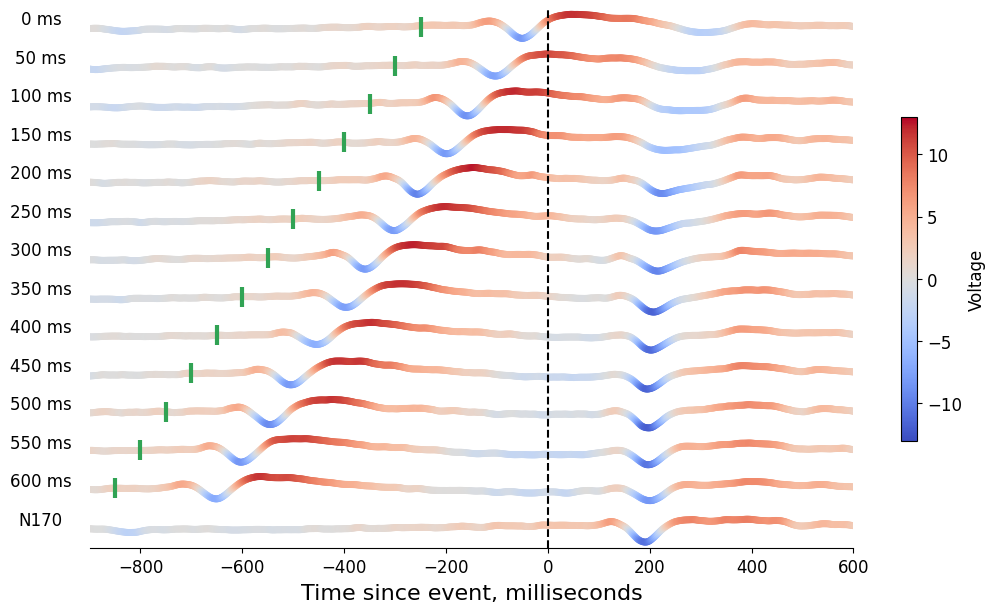 0 ms
50 ms
100 ms
150 ms
200 ms
250 ms
300 ms
350 ms
400 ms
450 ms
500 ms
550 ms
600 ms
N170
−800 −600 −400 −200 0 200 400 600
Time since event, milliseconds
10
5
0
−5
−10
Voltage